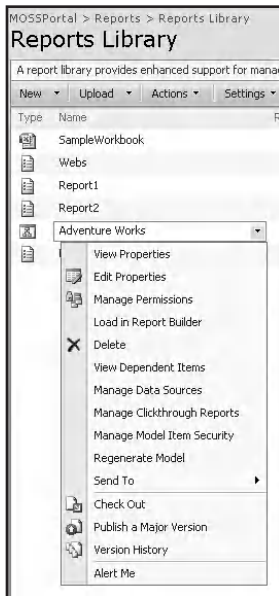 MOSSPortal > Reports > Reports Library
Reports Library
A report library provides enhanced support for
New Upload Actions Settings
Type Name
SampleWorkbook
Webs
Report1
Report2
Adventure Works
View Properties
Edit Properties
Manage Permissions
Load in Report Builder
Delete
View Dependent Items
Manage Data Sources
Manage Clickthrough Reports
Manage Model Item Security
Regenerate Model
Send To
Check Out
Publish a Major Version
Version History
Alert Me